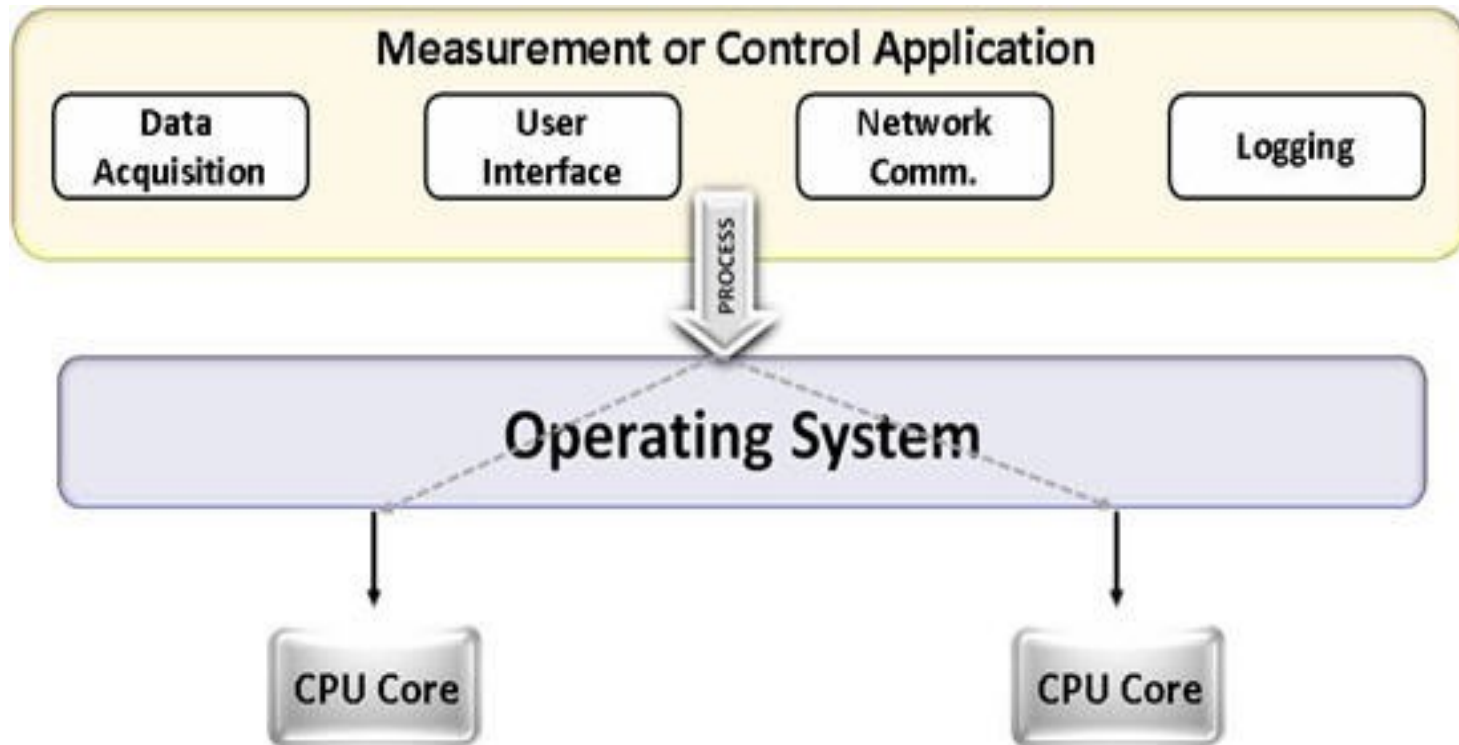 Measurement or Control Application
Data
Acquisition
User
Interface
Network
Comm.
Logging
PROCESS
Operating System
CPU Core
CPU Core